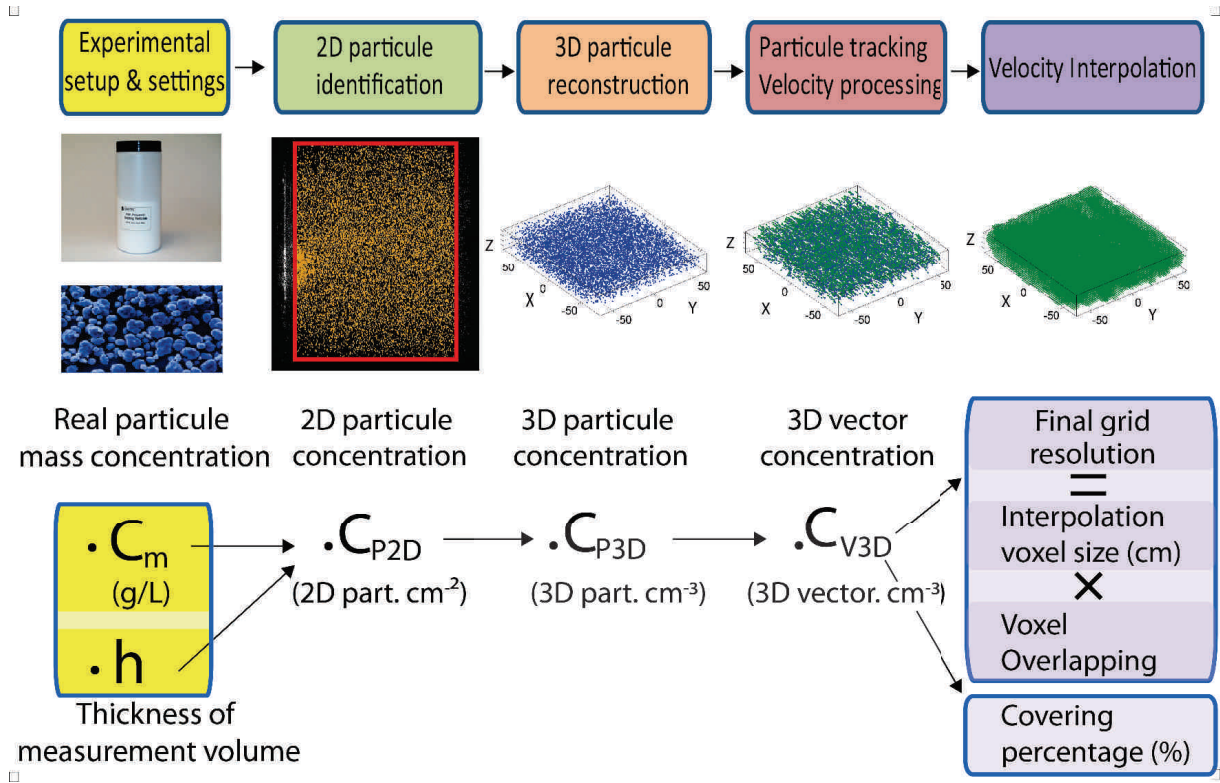 Experimental
setup & settings
2D particule
identification
3D particule
reconstruction
Particule tracking
Velocity processing
Velocity Interpolation
Z
50
X
0
-50
-50
0
Y
50
Z
50
X
0
-50
-50
0
Y
50
Z
50
X
0
-50
-50
0
Y
50
Real particule
mass concentration
2D particule
concentration
3D particule
concentration
3D vector
concentration
Final grid
resolution
=
Interpolation
voxel size (cm)
×
Voxel
Overlapping
· Cm
(g/L)
· h
Thickness of
measurement volume
· CP2D
(2D part. cm⁻²)
· CP3D
(3D part. cm⁻³)
· CV3D
(3D vector. cm⁻³)
Covering
percentage (%)